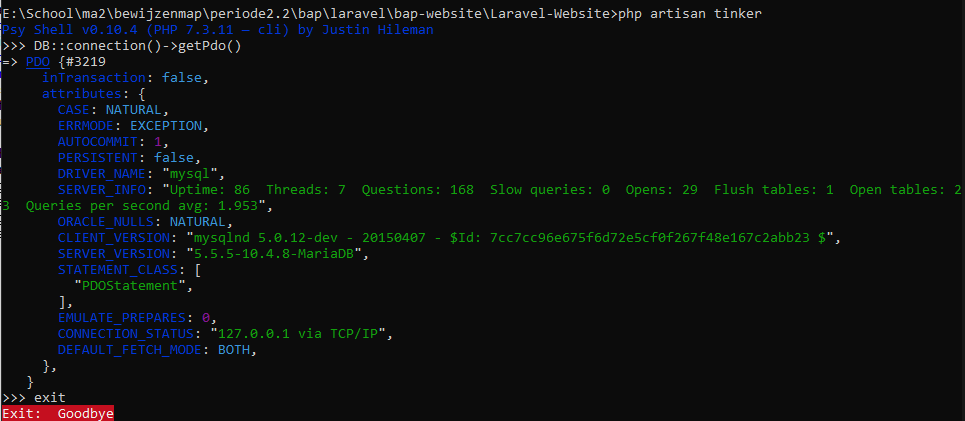 E:\School\ma2\bewijzenmap\periode2.2\bap\laravel\bap-website\Laravel-Website>php artisan tinker
Psy Shell v0.10.4 (PHP 7.3.11 — cli) by Justin Hileman
>>> DB::connection()->getPdo()
=> PDO {#3219
     inTransaction: false,
     attributes: {
       CASE: NATURAL,
       ERRMODE: EXCEPTION,
       AUTOCOMMIT: 1,
       PERSISTENT: false,
       DRIVER_NAME: "mysql",
       SERVER_INFO: "Uptime: 86  Threads: 7  Questions: 168  Slow queries: 0  Opens: 29  Flush tables: 1  Open tables: 2
3  Queries per second avg: 1.953",
       ORACLE_NULLS: NATURAL,
       CLIENT_VERSION: "mysqlnd 5.0.12-dev - 20150407 - $Id: 7cc7cc96e675f6d72e5cf0f267f48e167c2abb23 $",
       SERVER_VERSION: "5.5.5-10.4.8-MariaDB",
       STATEMENT_CLASS: [
         "PDOStatement",
       ],
       EMULATE_PREPARES: 0,
       CONNECTION_STATUS: "127.0.0.1 via TCP/IP",
       DEFAULT_FETCH_MODE: BOTH,
     },
   }
>>> exit
Exit:  Goodbye